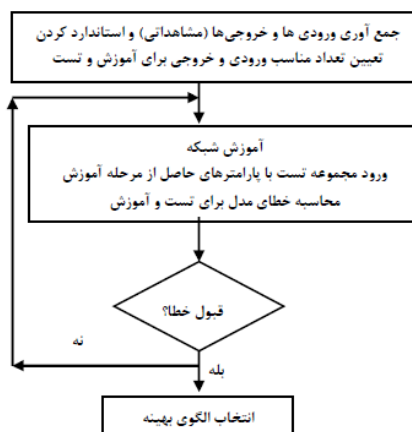 جمع آوری ورودی ها و خروجی‌ها (مشاهداتی) و استاندارد کردن
تعیین تعداد مناسب ورودی و خروجی برای آموزش و تست
آموزش شبکه
ورود مجموعه تست با پارامترهای حاصل از مرحله آموزش
محاسبه خطای مدل برای تست و آموزش
قبول خطا؟
نه
بله
انتخاب الگوی بهینه